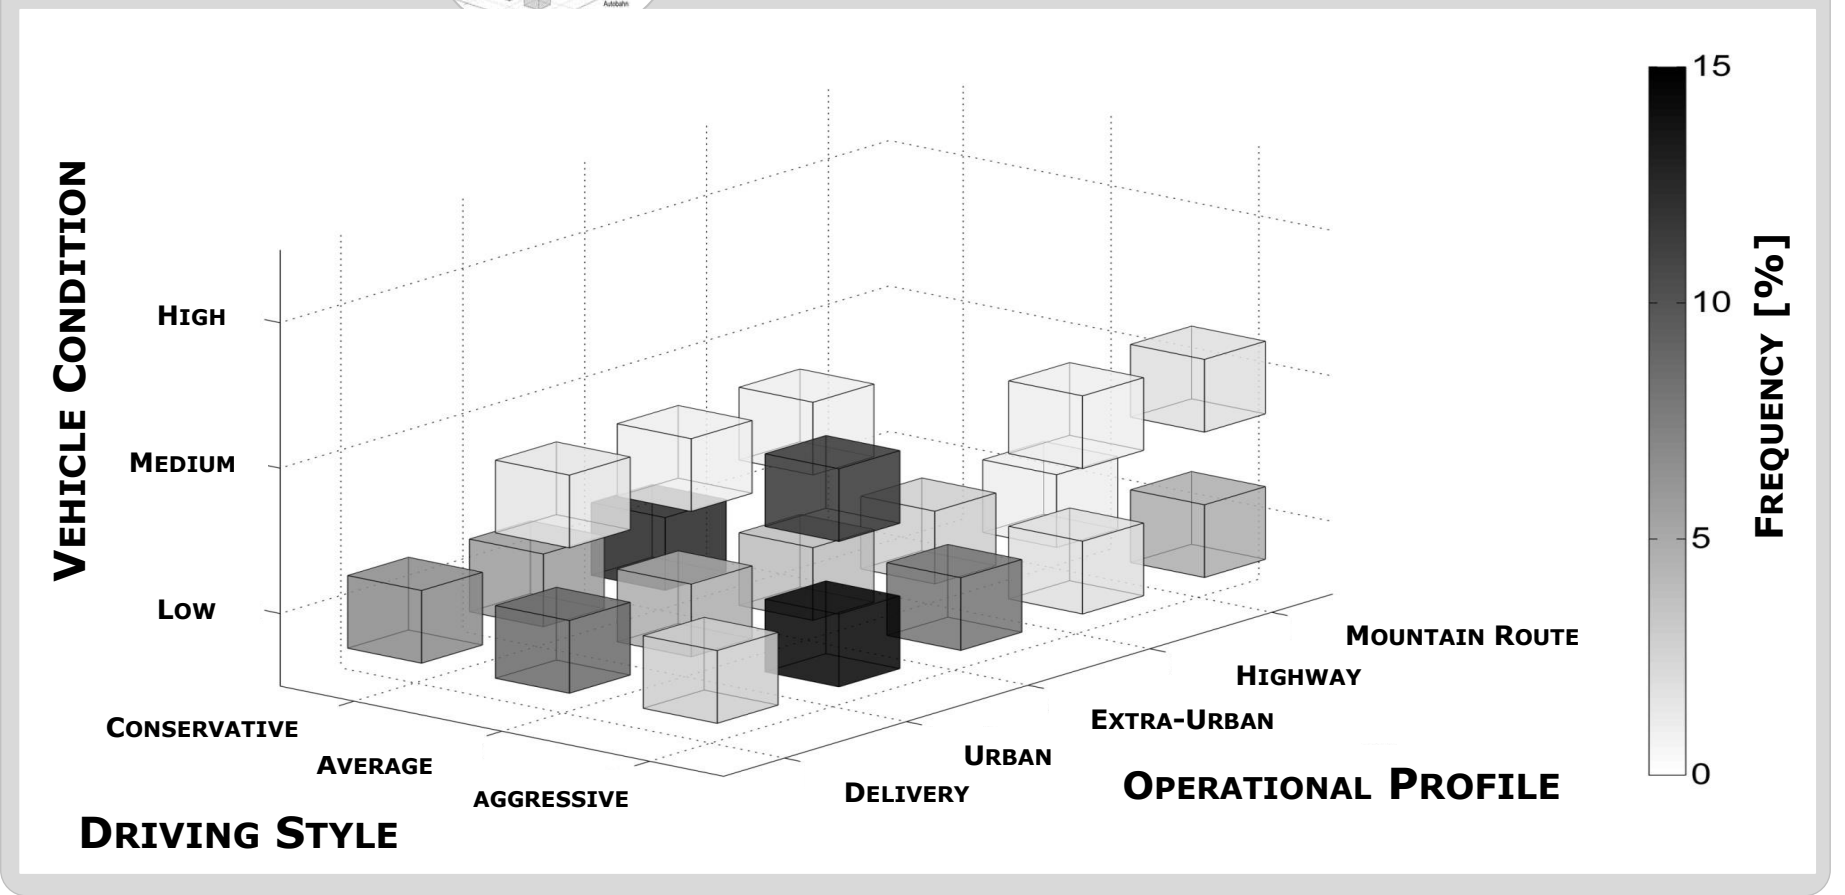 Autobahn
15
10
5
0
FREQUENCY [%]
VEHICLE CONDITION
HIGH
MEDIUM
LOW
CONSERVATIVE
AVERAGE
AGGRESSIVE
DRIVING STYLE
DELIVERY
URBAN
EXTRA-URBAN
HIGHWAY
MOUNTAIN ROUTE
OPERATIONAL PROFILE